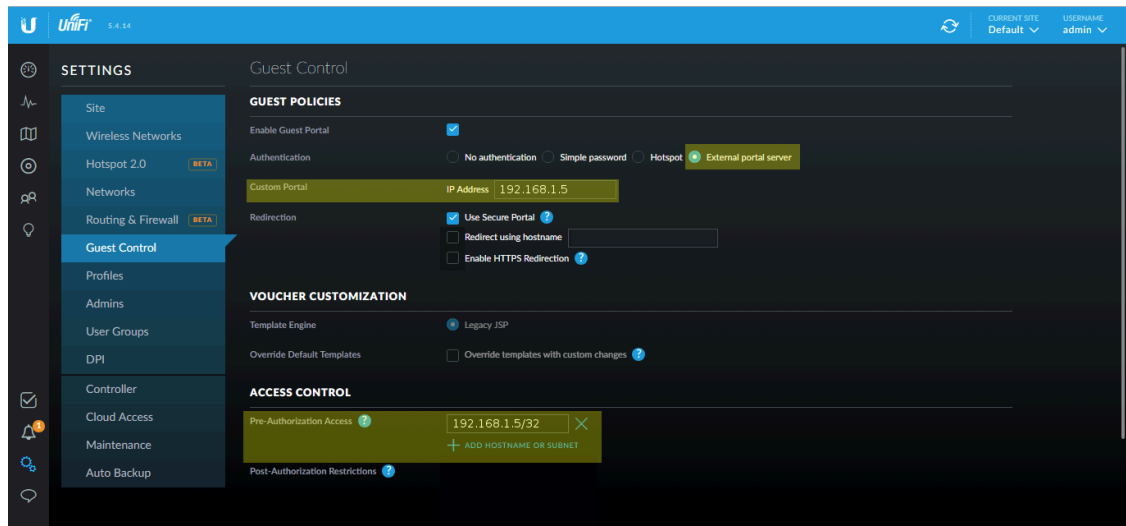 UniFi 5.4.14
CURRENT SITE
Default
USERNAME
admin
SETTINGS
Site
Wireless Networks
Hotspot 2.0 BETA
Networks
Routing & Firewall BETA
Guest Control
Profiles
Admins
User Groups
DPI
Controller
Cloud Access
Maintenance
Auto Backup
1
Guest Control
GUEST POLICIES
Enable Guest Portal
Authentication No authentication Simple password Hotspot External portal server
Custom Portal IP Address 192.168.1.5
Redirection Use Secure Portal ?
Redirect using hostname
Enable HTTPS Redirection ?
VOUCHER CUSTOMIZATION
Template Engine Legacy JSP
Override Default Templates Override templates with custom changes ?
ACCESS CONTROL
Pre-Authorization Access ? 192.168.1.5/32
ADD HOSTNAME OR SUBNET
Post-Authorization Restrictions ?